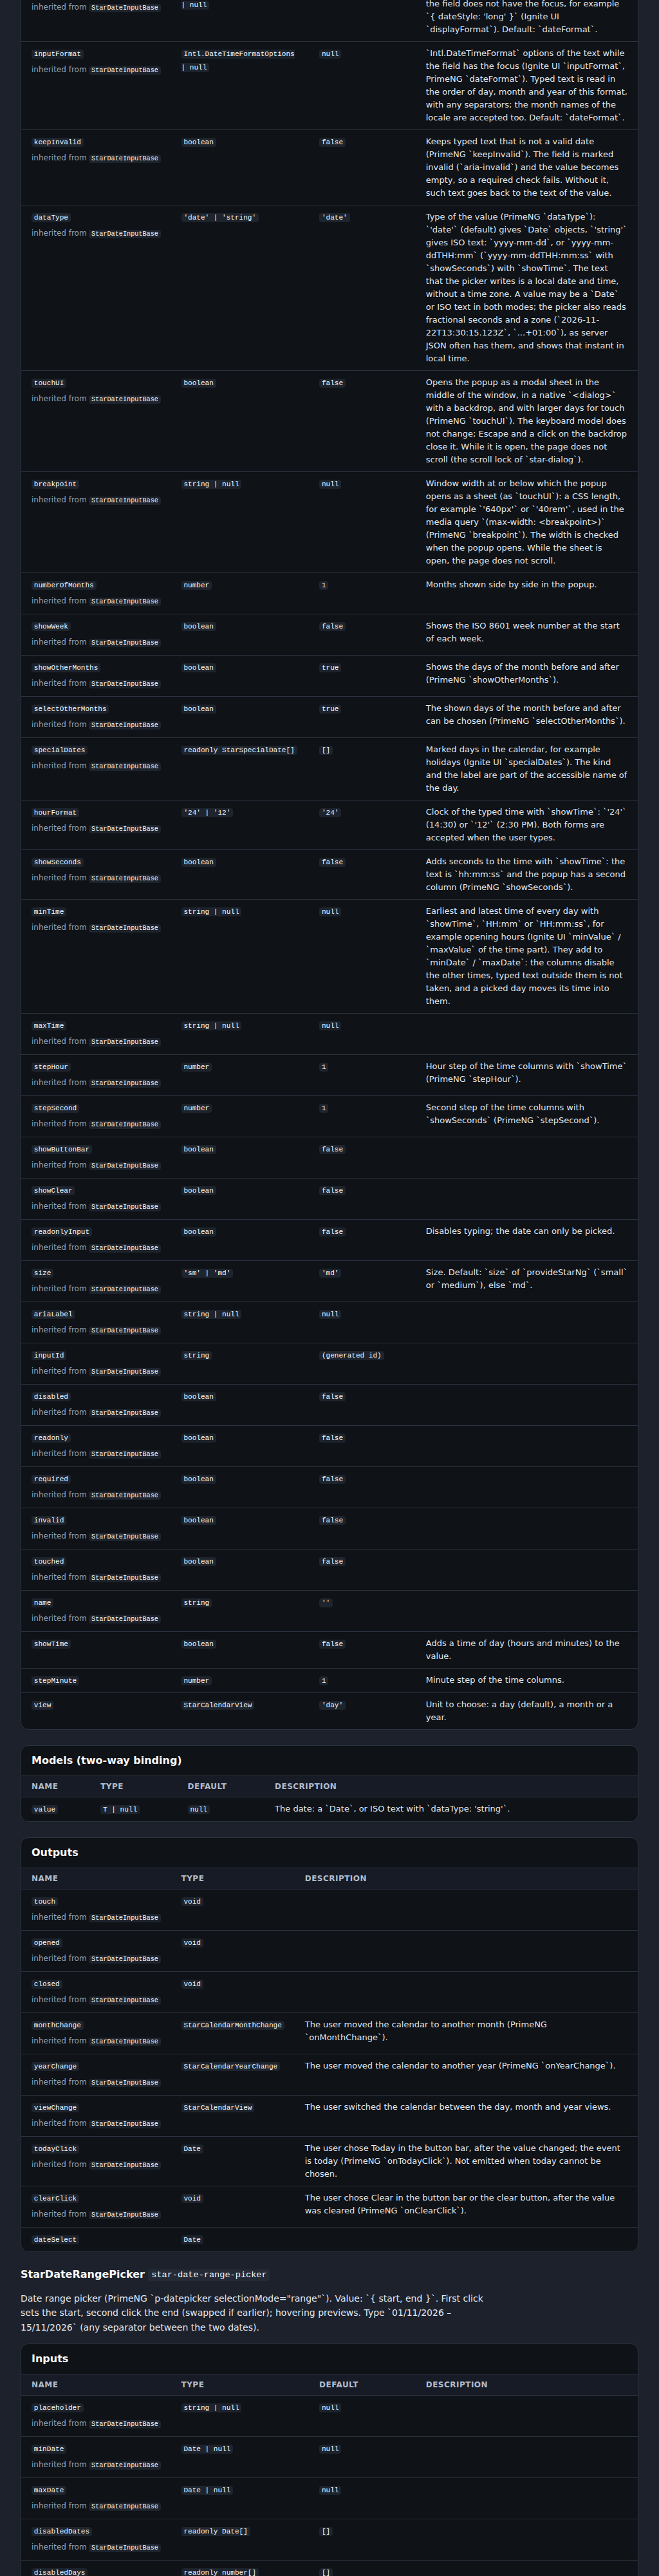 inherited from StarDateInputBase | null the field does not have the focus, for example
`{ dateStyle: 'long' }` (Ignite UI
`displayFormat`). Default: `dateFormat`.
inputFormat Intl.DateTimeFormatOptions null `Intl.DateTimeFormat` options of the text while
inherited from StarDateInputBase | null the field has the focus (Ignite UI `inputFormat`,
PrimeNG `dateFormat`). Typed text is read in
the order of day, month and year of this format,
with any separators; the month names of the
locale are accepted too. Default: `dateFormat`.
keepInvalid boolean false Keeps typed text that is not a valid date
inherited from StarDateInputBase (PrimeNG `keepInvalid`). The field is marked
invalid (`aria-invalid`) and the value becomes
empty, so a required check fails. Without it,
such text goes back to the text of the value.
dataType 'date' | 'string' 'date' Type of the value (PrimeNG `dataType`):
inherited from StarDateInputBase `'date'` (default) gives `Date` objects, `'string'`
gives ISO text: `yyyy-mm-dd`, or `yyyy-mm-
ddTHH:mm` (`yyyy-mm-ddTHH:mm:ss` with
`showSeconds`) with `showTime`. The text
that the picker writes is a local date and time,
without a time zone. A value may be a `Date`
or ISO text in both modes; the picker also reads
fractional seconds and a zone (`2026-11-
22T13:30:15.123Z`, `...+01:00`), as server
JSON often has them, and shows that instant in
local time.
touchUI boolean false Opens the popup as a modal sheet in the
inherited from StarDateInputBase middle of the window, in a native `<dialog>`
with a backdrop, and with larger days for touch
(PrimeNG `touchUI`). The keyboard model does
not change; Escape and a click on the backdrop
close it. While it is open, the page does not
scroll (the scroll lock of `star-dialog`).
breakpoint string | null null Window width at or below which the popup
inherited from StarDateInputBase opens as a sheet (as `touchUI`): a CSS length,
for example `'640px'` or `'40rem'`, used in the
media query `(max-width: <breakpoint>)`
(PrimeNG `breakpoint`). The width is checked
when the popup opens. While the sheet is
open, the page does not scroll.
numberOfMonths number 1 Months shown side by side in the popup.
inherited from StarDateInputBase
showWeek boolean false Shows the ISO 8601 week number at the start
inherited from StarDateInputBase of each week.
showOtherMonths boolean true Shows the days of the month before and after
inherited from StarDateInputBase (PrimeNG `showOtherMonths`).
selectOtherMonths boolean true The shown days of the month before and after
inherited from StarDateInputBase can be chosen (PrimeNG `selectOtherMonths`).
specialDates readonly StarSpecialDate[] [] Marked days in the calendar, for example
inherited from StarDateInputBase holidays (Ignite UI `specialDates`). The kind
and the label are part of the accessible name of
the day.
hourFormat '24' | '12' '24' Clock of the typed time with `showTime`: `'24'`
inherited from StarDateInputBase (14:30) or `'12'` (2:30 PM). Both forms are
accepted when the user types.
showSeconds boolean false Adds seconds to the time with `showTime`: the
inherited from StarDateInputBase text is `hh:mm:ss` and the popup has a second
column (PrimeNG `showSeconds`).
minTime string | null null Earliest and latest time of every day with
inherited from StarDateInputBase `showTime`, `HH:mm` or `HH:mm:ss`, for
example opening hours (Ignite UI `minValue` /
`maxValue` of the time part). They add to
`minDate` / `maxDate`: the columns disable
the other times, typed text outside them is not
taken, and a picked day moves its time into
them.
maxTime string | null null
inherited from StarDateInputBase
stepHour number 1 Hour step of the time columns with `showTime`
inherited from StarDateInputBase (PrimeNG `stepHour`).
stepSecond number 1 Second step of the time columns with
inherited from StarDateInputBase `showSeconds` (PrimeNG `stepSecond`).
showButtonBar boolean false
inherited from StarDateInputBase
showClear boolean false
inherited from StarDateInputBase
readonlyInput boolean false Disables typing; the date can only be picked.
inherited from StarDateInputBase
size 'sm' | 'md' 'md' Size. Default: `size` of `provideStarNg` (`small`
inherited from StarDateInputBase or `medium`), else `md`.
ariaLabel string | null null
inherited from StarDateInputBase
inputId string (generated id)
inherited from StarDateInputBase
disabled boolean false
inherited from StarDateInputBase
readonly boolean false
inherited from StarDateInputBase
required boolean false
inherited from StarDateInputBase
invalid boolean false
inherited from StarDateInputBase
touched boolean false
inherited from StarDateInputBase
name string ''
inherited from StarDateInputBase
showTime boolean false Adds a time of day (hours and minutes) to the
value.
stepMinute number 1 Minute step of the time columns.
view StarCalendarView 'day' Unit to choose: a day (default), a month or a
year.
Models (two-way binding)
NAME TYPE DEFAULT DESCRIPTION
value T | null null The date: a `Date`, or ISO text with `dataType: 'string'`.
Outputs
NAME TYPE DESCRIPTION
touch void
inherited from StarDateInputBase
opened void
inherited from StarDateInputBase
closed void
inherited from StarDateInputBase
monthChange StarCalendarMonthChange The user moved the calendar to another month (PrimeNG
inherited from StarDateInputBase `onMonthChange`).
yearChange StarCalendarYearChange The user moved the calendar to another year (PrimeNG `onYearChange`).
inherited from StarDateInputBase
viewChange StarCalendarView The user switched the calendar between the day, month and year views.
inherited from StarDateInputBase
todayClick Date The user chose Today in the button bar, after the value changed; the event
inherited from StarDateInputBase is today (PrimeNG `onTodayClick`). Not emitted when today cannot be
chosen.
clearClick void The user chose Clear in the button bar or the clear button, after the value
inherited from StarDateInputBase was cleared (PrimeNG `onClearClick`).
dateSelect Date
StarDateRangePicker star-date-range-picker
Date range picker (PrimeNG `p-datepicker selectionMode="range"`). Value: `{ start, end }`. First click
sets the start, second click the end (swapped if earlier); hovering previews. Type `01/11/2026 –
15/11/2026` (any separator between the two dates).
Inputs
NAME TYPE DEFAULT DESCRIPTION
placeholder string | null null
inherited from StarDateInputBase
minDate Date | null null
inherited from StarDateInputBase
maxDate Date | null null
inherited from StarDateInputBase
disabledDates readonly Date[] []
inherited from StarDateInputBase
disabledDays readonly number[] []